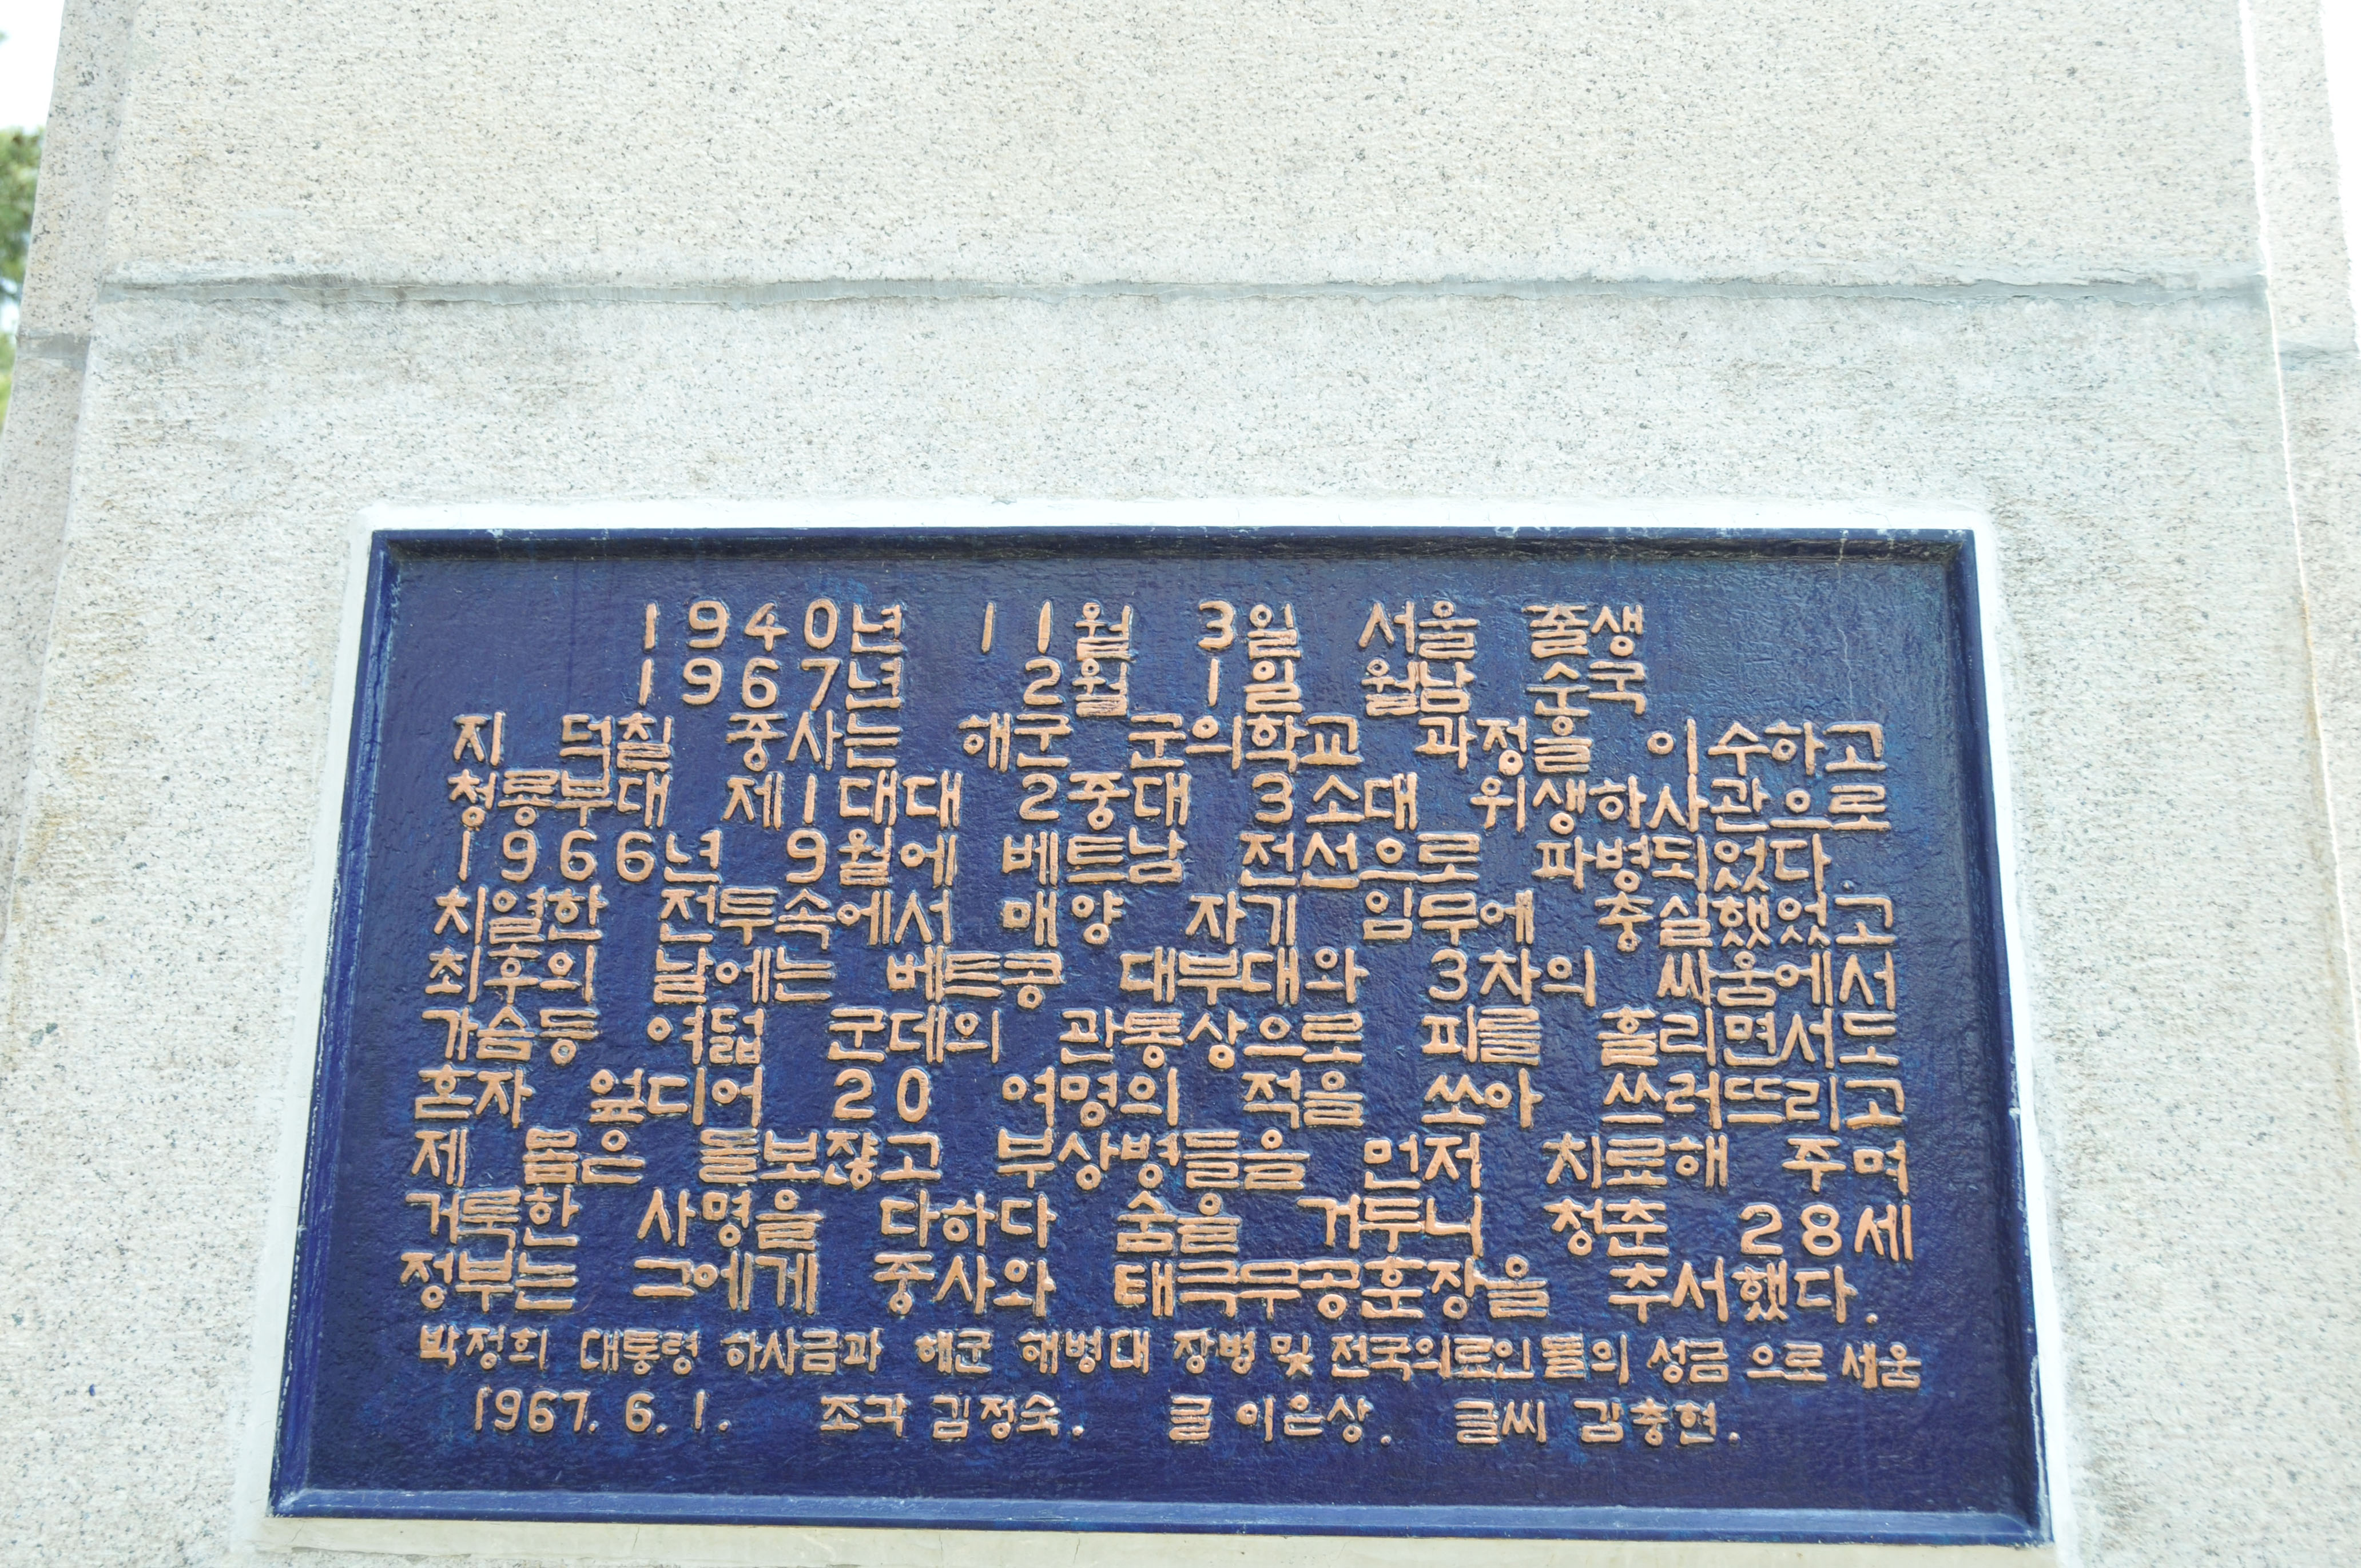 1940년 11월 3일 서울 출생
1967년 2월 1일 월남 순국
지 덕칠 중사는 해군 군의학교 과정을 이수하고
청룡부대 제1대대 2중대 3소대 위생하사관으로
1966년 9월에 베트남 전선으로 파병되었다.
치열한 전투속에서 매양 자기 임무에 충실했었고
최후의 날에는 베트콩 대부대와 3차의 싸움에서
가슴등 여덟 군데의 관통상으로 피를 흘리면서도
혼자 엎디어 20 여명의 적을 쏘아 쓰러뜨리고
제 몸은 돌보잖고 부상병들을 먼저 치료해 주며
거룩한 사명을 다하다 숨을 거두니 청춘 28세
정부는 그에게 중사와 태극무공훈장을 추서했다.
박정희 대통령 하사금과 해군 해병대 장병 및 전국의료인들의 성금 으로 세움
1967. 6. 1. 조각 김정숙. 글 이은상. 글씨 김충현.